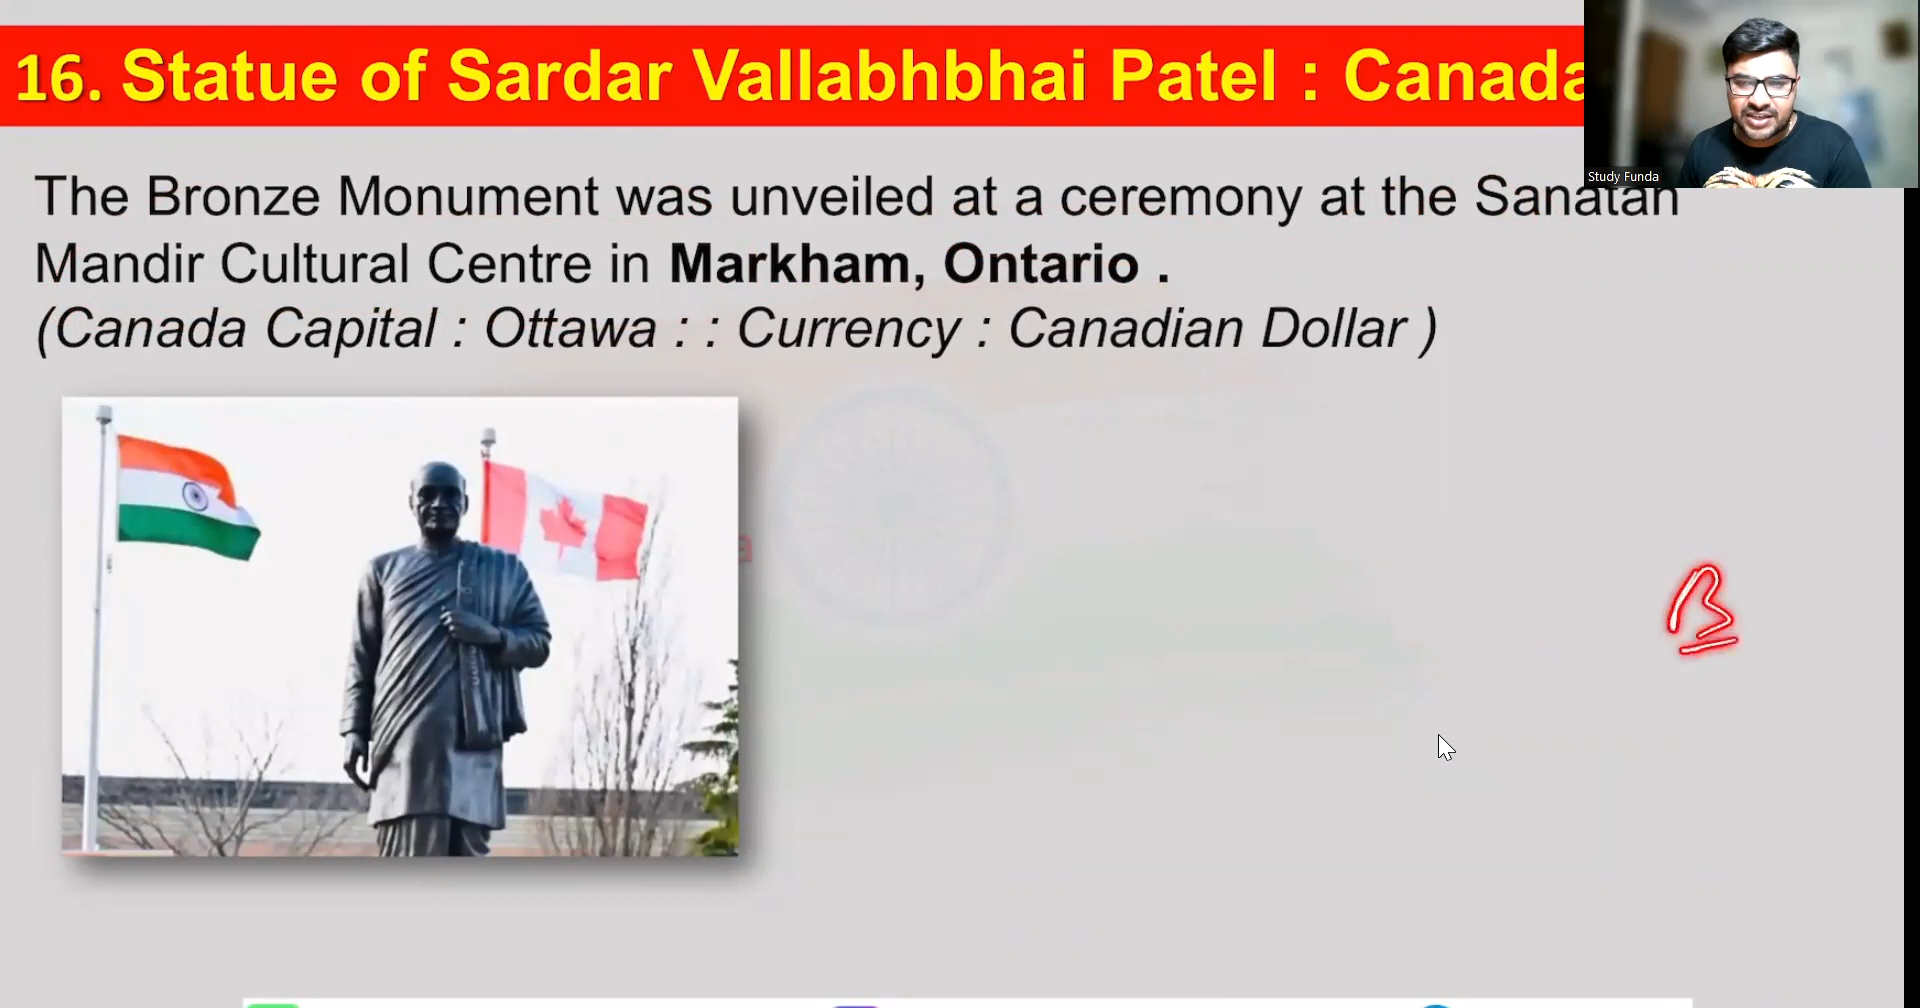 16. Statue of Sardar Vallabhbhai Patel : Canada
Study Funda
The Bronze Monument was unveiled at a ceremony at the Sanatan
Mandir Cultural Centre in Markham, Ontario .
(Canada Capital : Ottawa : : Currency : Canadian Dollar )
B